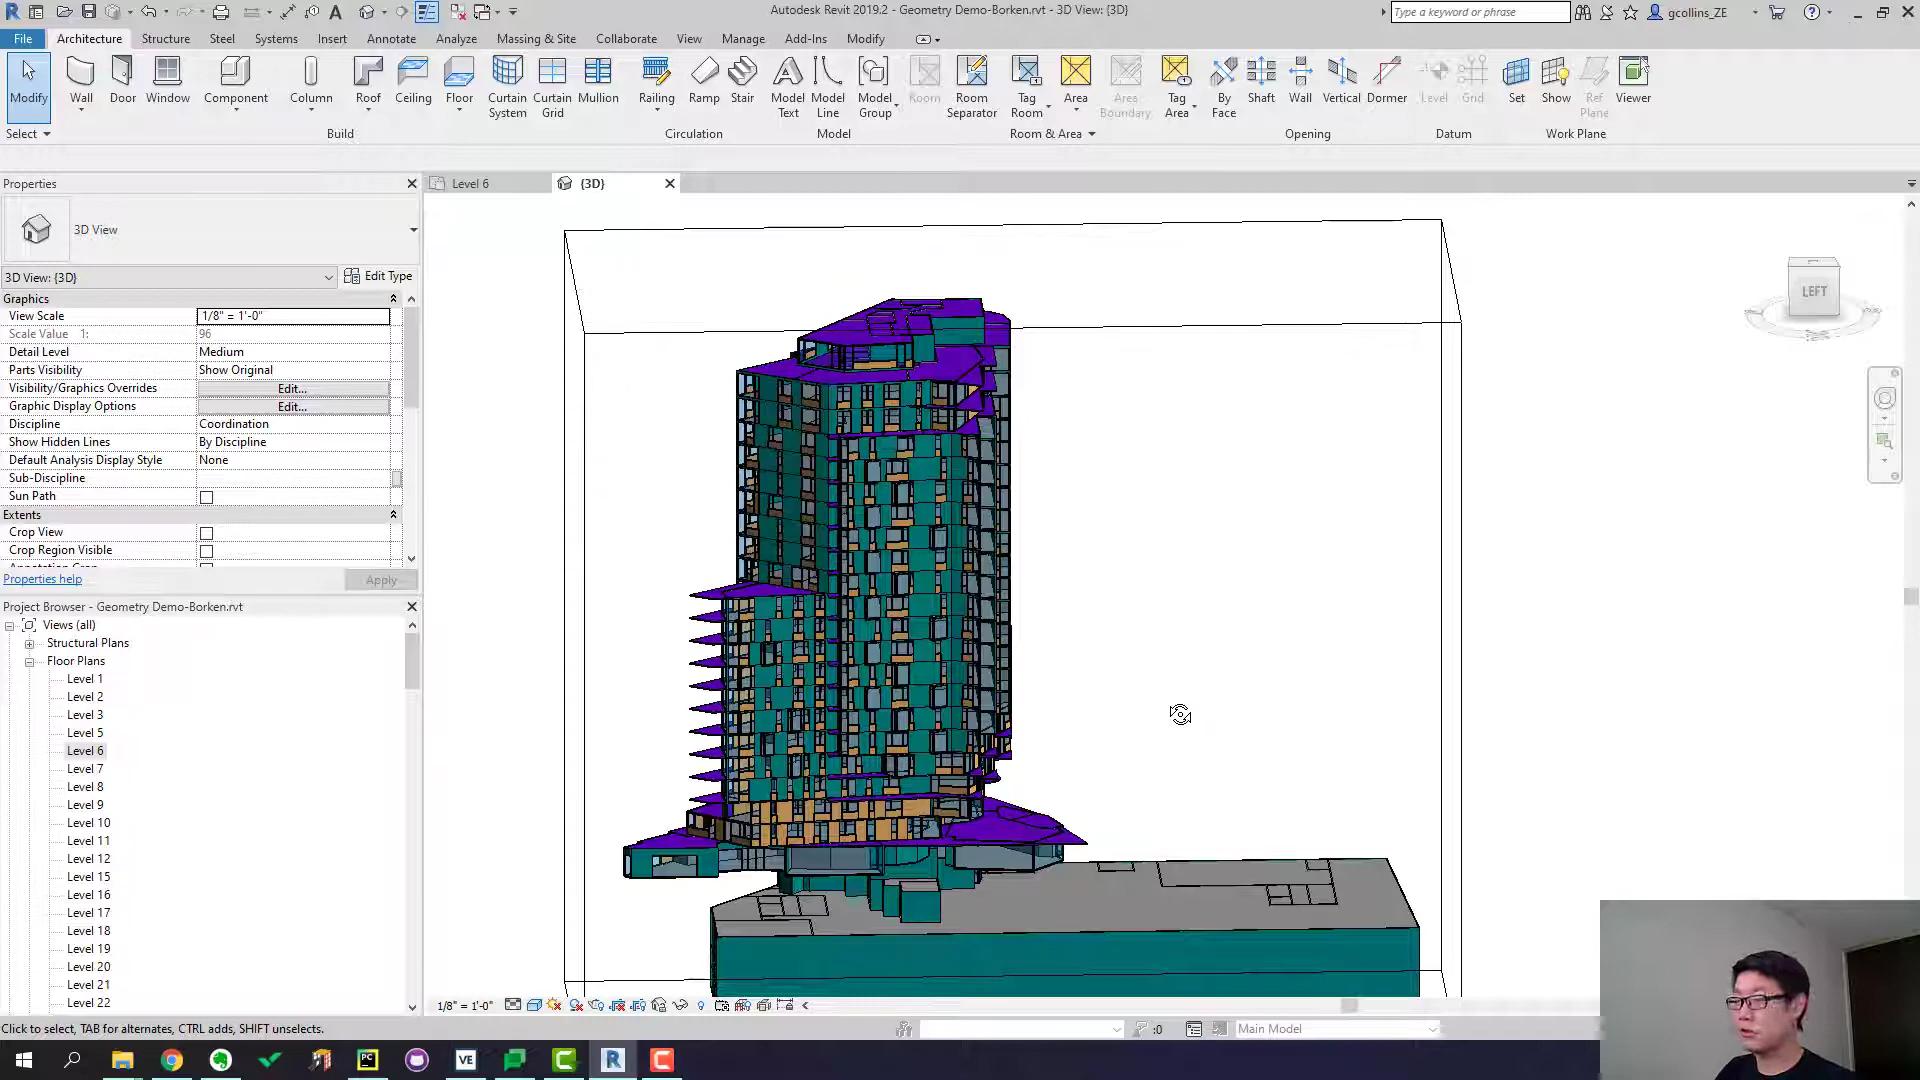 Autodesk Revit 2019.2 - Geometry Demo-Borken.rvt - 3D View: {3D}
Type a keyword or phrase
gcollins_ZE
File Architecture Structure Steel Systems Insert Annotate Analyze Massing & Site Collaborate View Manage Add-Ins Modify
Modify Wall Door Window Component Column Roof Ceiling Floor Curtain System Curtain Grid Mullion Railing Ramp Stair Model Text Model Line Model Group Room Room Separator Tag Room Area Area Boundary Tag Area By Face Shaft Wall Vertical Dormer Level Grid Set Show Ref Plane Viewer
Select Build Circulation Model Room & Area Opening Datum Work Plane
Properties
Level 6
{3D}
3D View
3D View: {3D}
Edit Type
Graphics
View Scale 1/8" = 1'-0"
Scale Value 1: 96
Detail Level Medium
Parts Visibility Show Original
Visibility/Graphics Overrides Edit...
Graphic Display Options Edit...
Discipline Coordination
Show Hidden Lines By Discipline
Default Analysis Display Style None
Sub-Discipline
Sun Path
Extents
Crop View
Crop Region Visible
Properties help
Apply
Project Browser - Geometry Demo-Borken.rvt
Views (all)
Structural Plans
Floor Plans
Level 1
Level 2
Level 3
Level 5
Level 6
Level 7
Level 8
Level 9
Level 10
Level 11
Level 12
Level 15
Level 16
Level 17
Level 18
Level 19
Level 20
Level 21
Level 22
LEFT
1/8" = 1'-0"
Click to select, TAB for alternates, CTRL adds, SHIFT unselects.
:0
Main Model
PC
VE
C
R
C